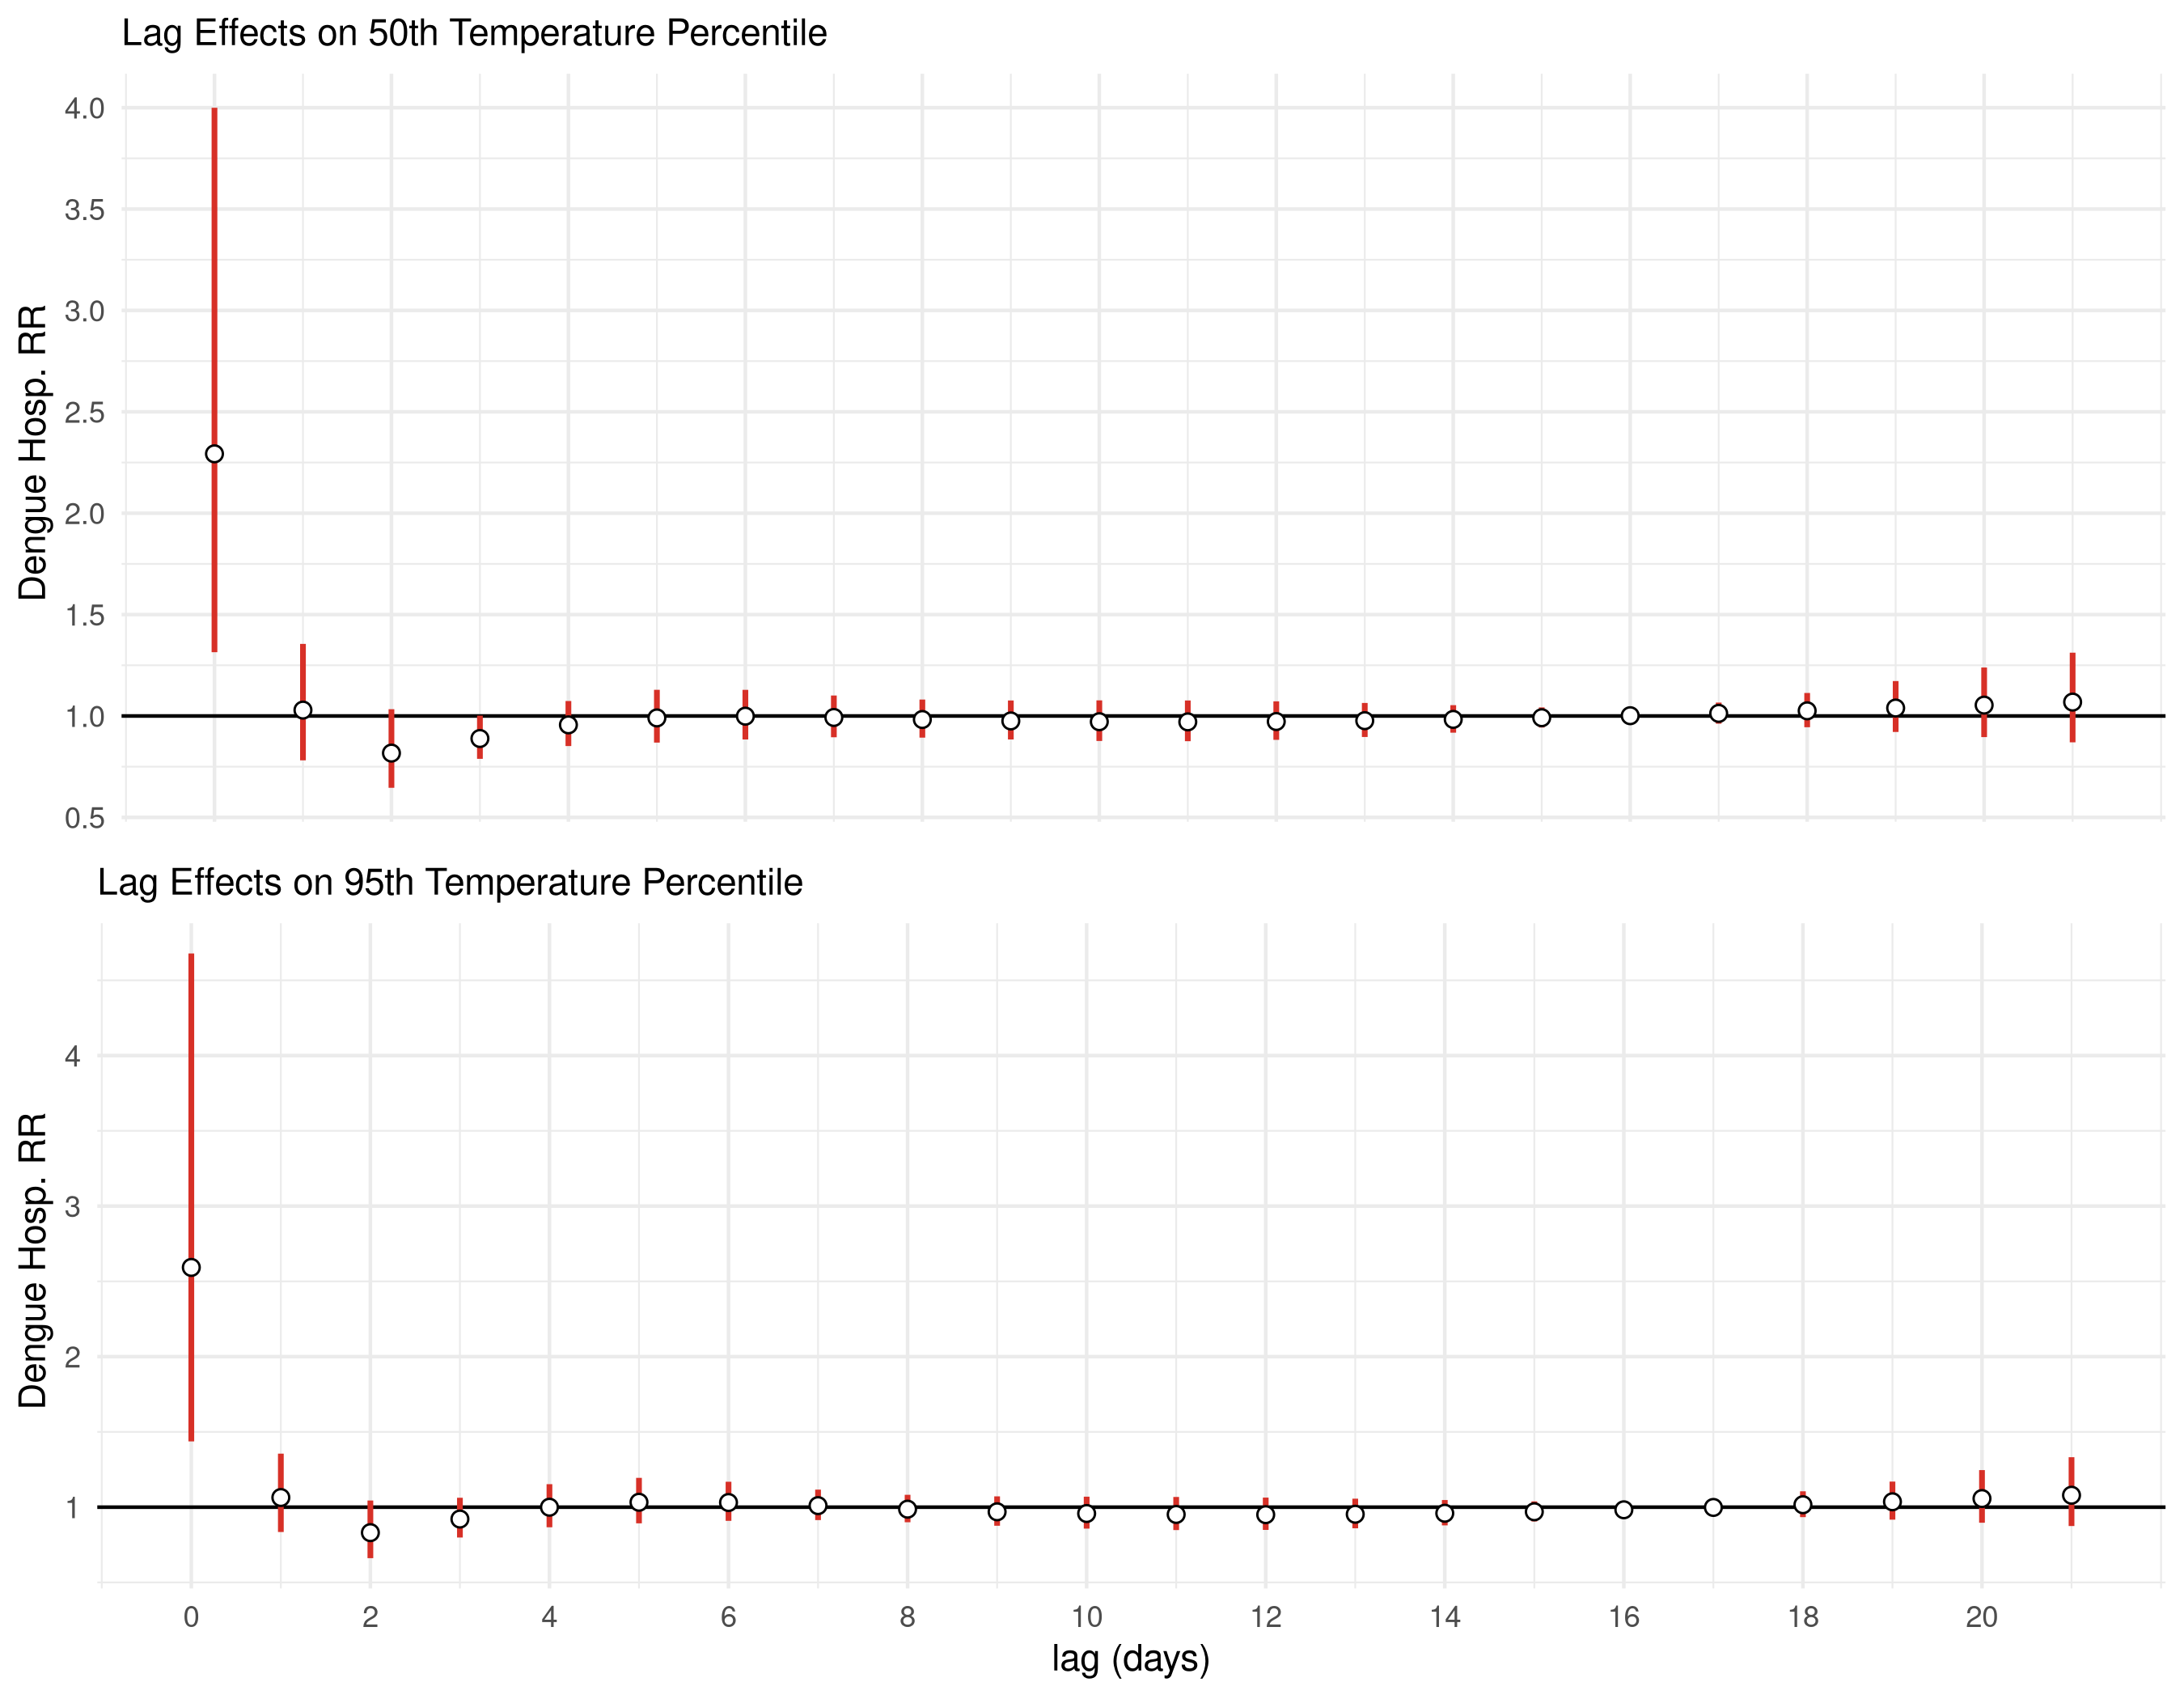 Lag Effects on 50th Temperature Percentile
Dengue Hosp. RR
4.0
3.5
3.0
2.5
2.0
1.5
1.0
0.5
Lag Effects on 95th Temperature Percentile
Dengue Hosp. RR
4
3
2
1
0 2 4 6 8 10 12 14 16 18 20
lag (days)